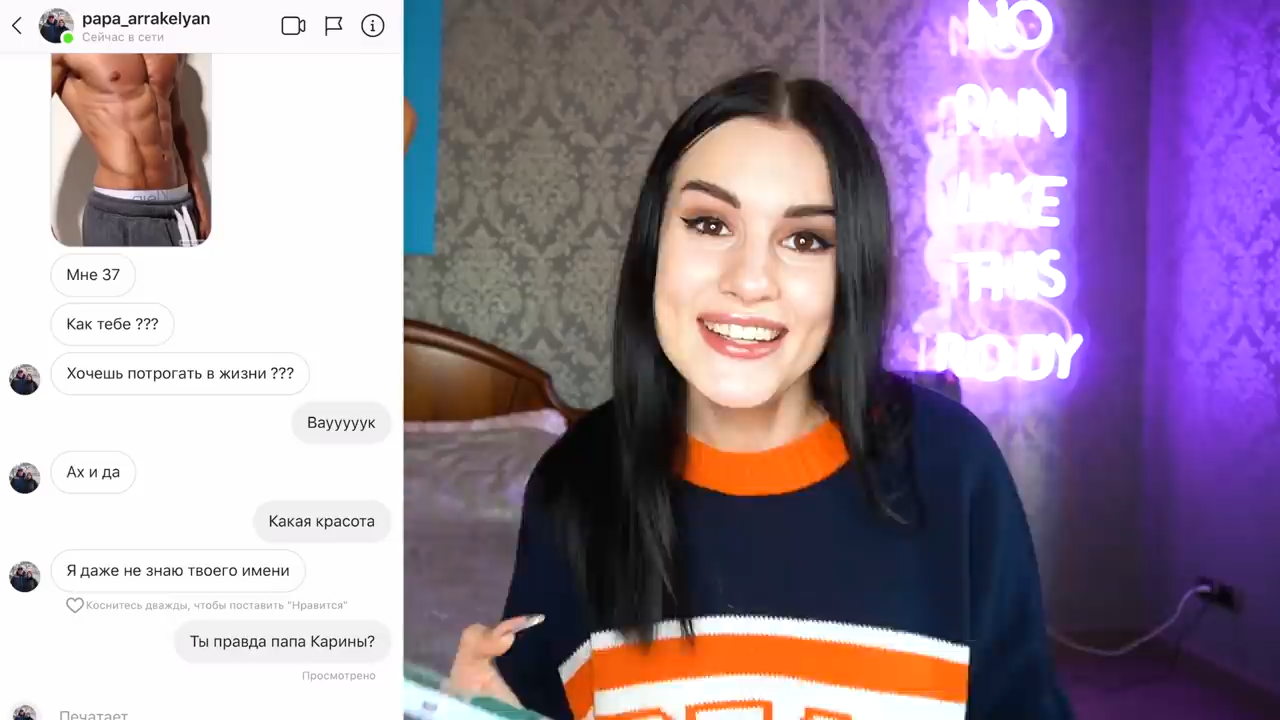 papa_arrakelyan
Сейчас в сети
Мне 37
Как тебе ???
Хочешь потрогать в жизни ???
Вауууук
Ах и да
Какая красота
Я даже не знаю твоего имени
Коснитесь дважды, чтобы поставить "Нравится"
Ты правда папа Карины?
Просмотрено
Печатает
NO
PAIN
LIKE
THIS
BODY